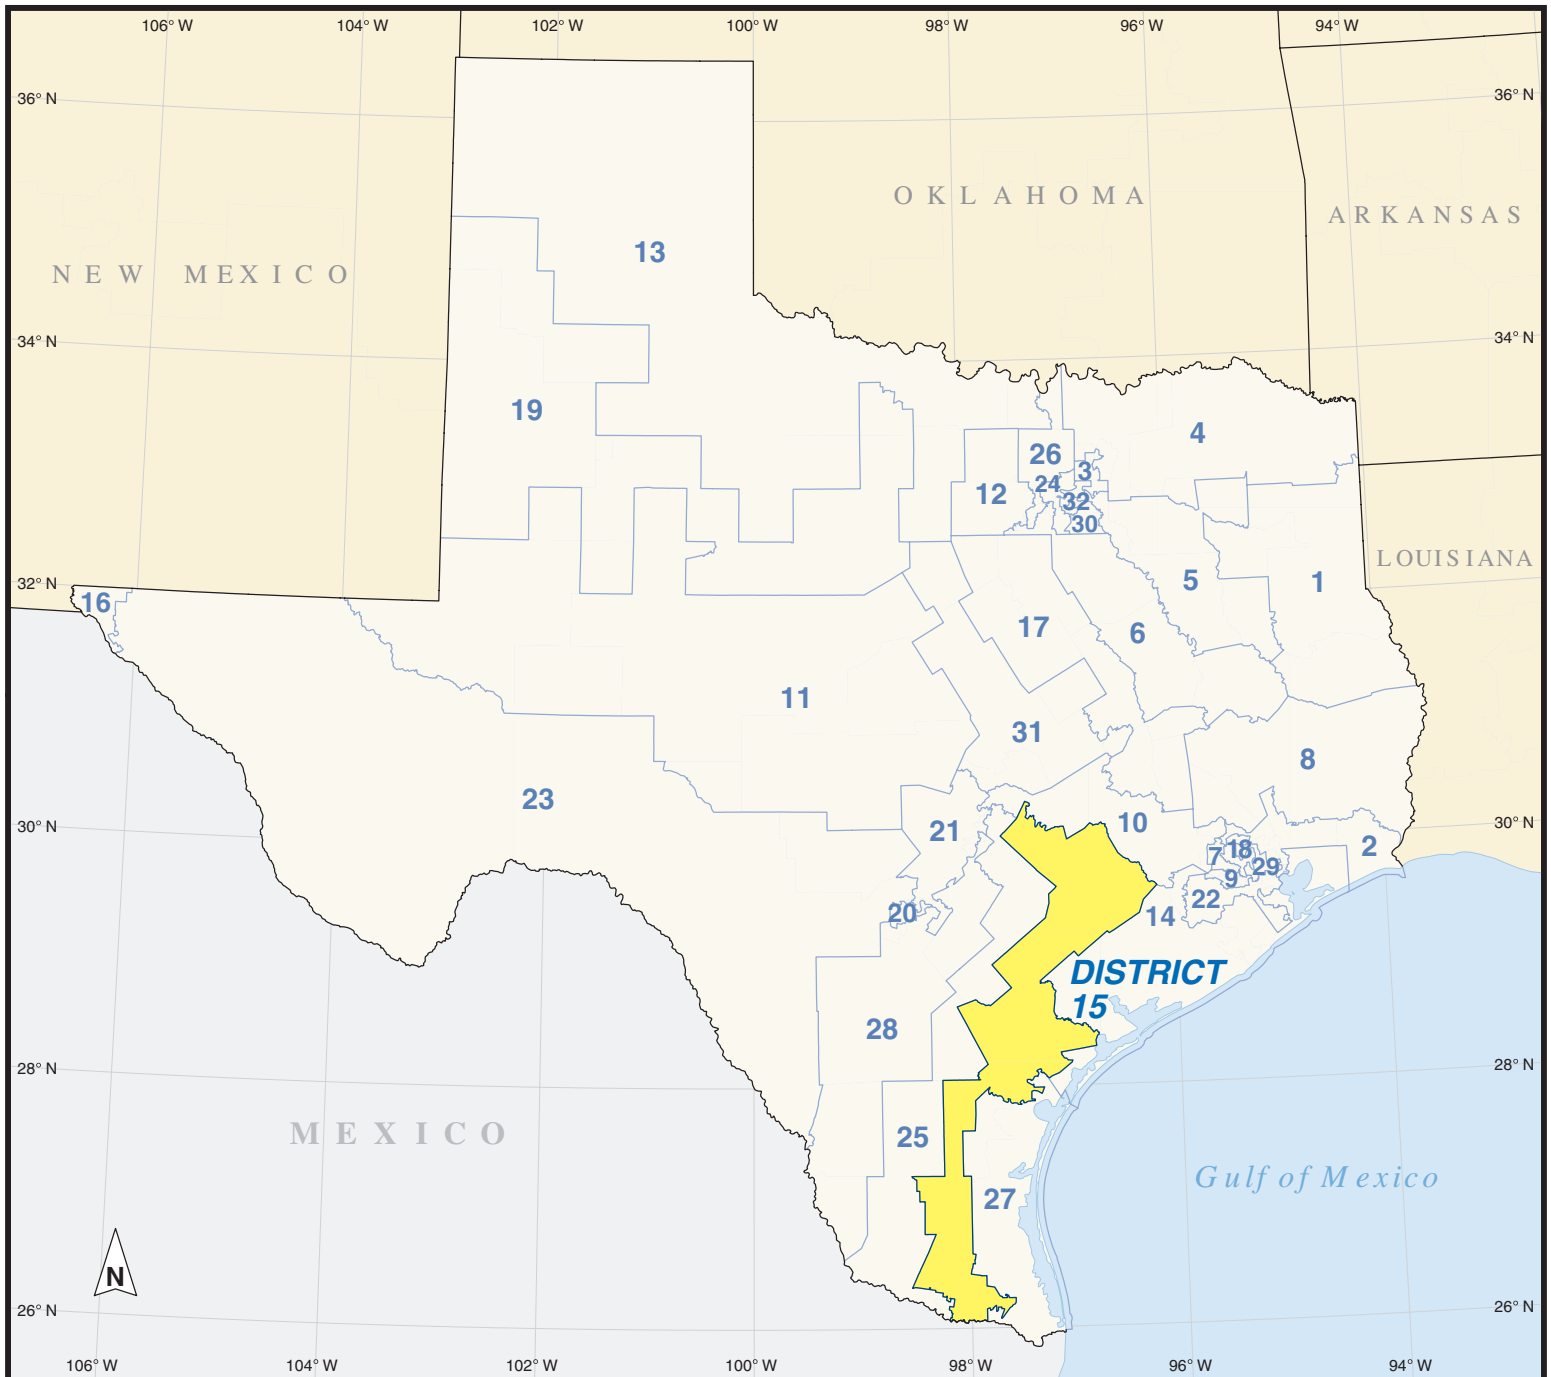 106° W 104° W 102° W 100° W 98° W 96° W 94° W
36° N 36° N
OKLAHOMA
ARKANSAS
13
NEW MEXICO
34° N 34° N
19
4
26
3
24
12
32
30
LOUISIANA
32° N 32° N
5
1
16
17
6
11
31
8
23
10
30° N 30° N
21
2
18
7
29
9
22
20
14
DISTRICT
15
28
28° N 28° N
MEXICO
25
Gulf of Mexico
27
N
26° N 26° N
106° W 104° W 102° W 100° W 98° W 96° W 94° W